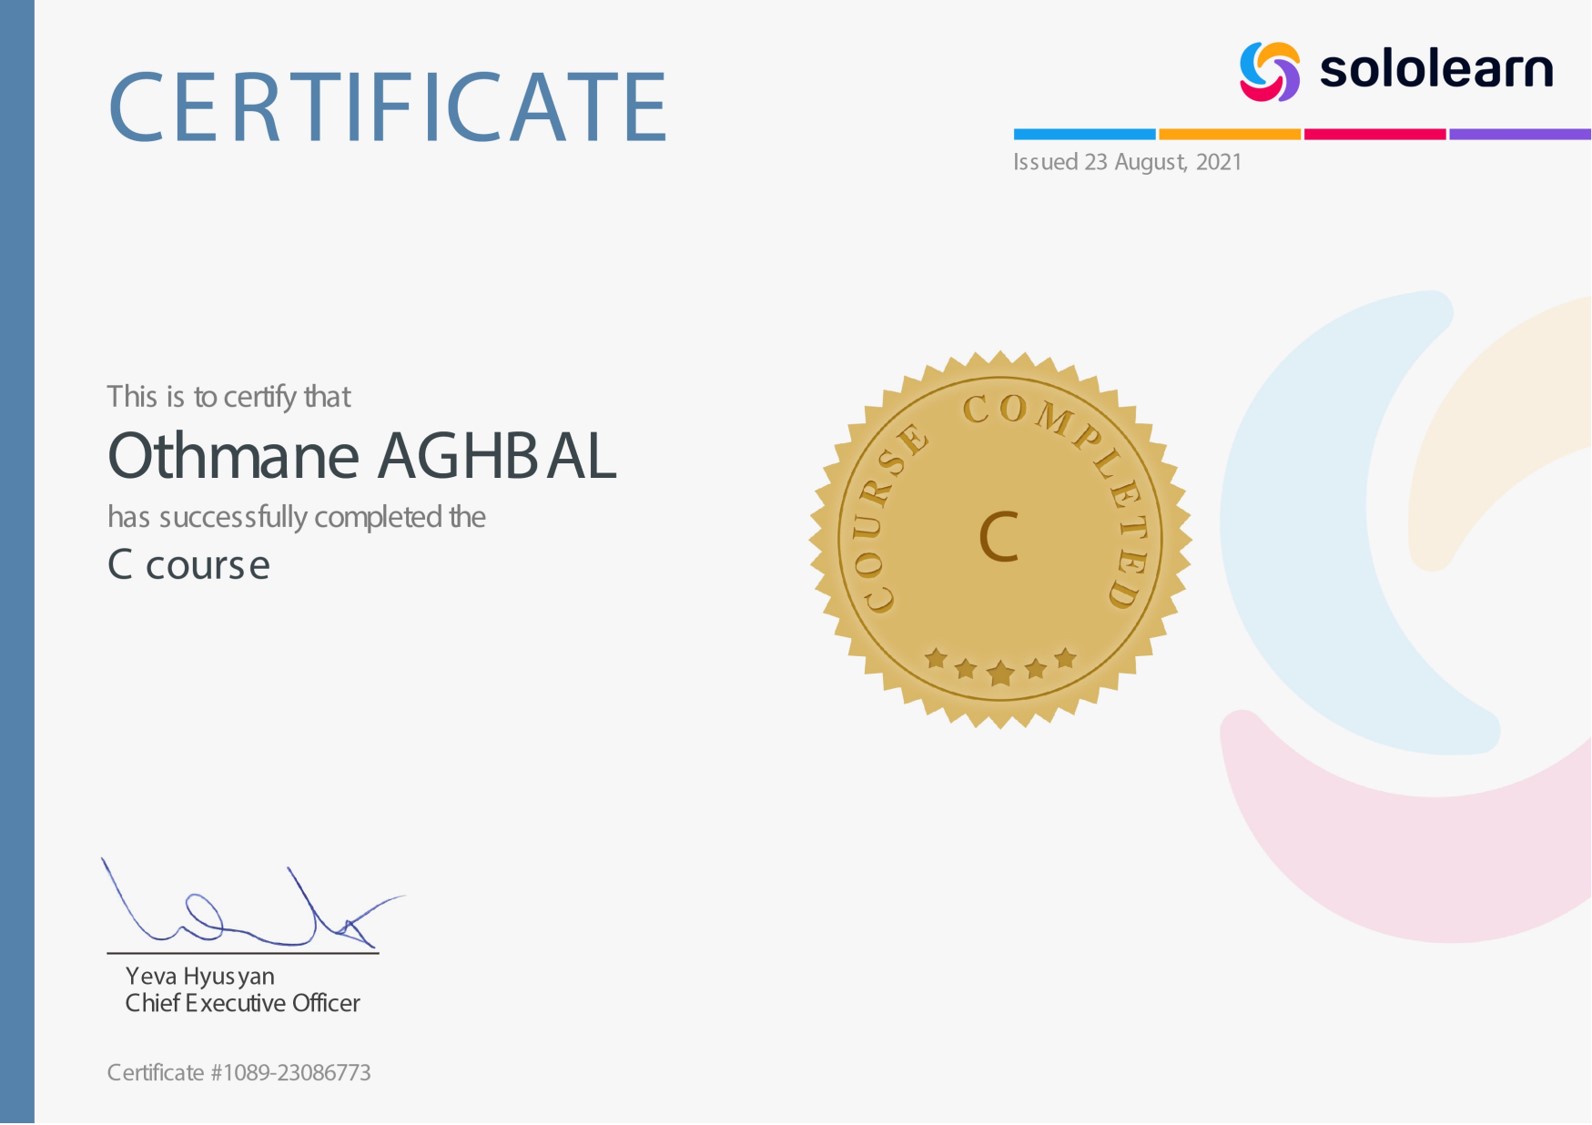 CERTIFICATE
sololearn
Issued 23 August, 2021
This is to certify that
Othmane AGHBAL
has successfully completed the
C course
COURSE COMPLETED
C
Yeva Hyusyan
Chief Executive Officer
Certificate #1089-23086773